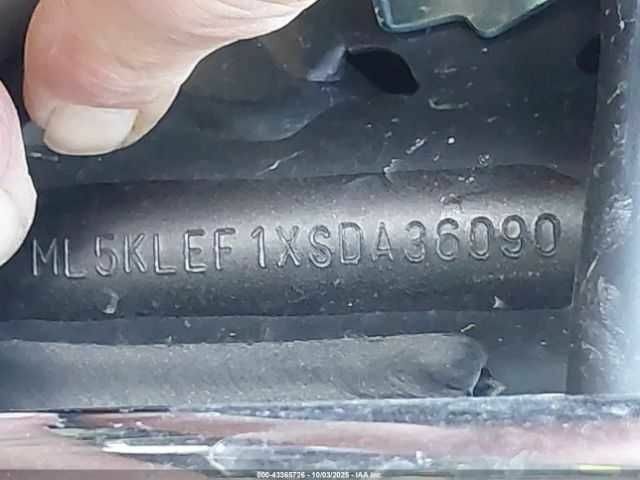 ML5KLEF1XSDA36090
000-43365726 - 10/03/2025 - IAA Inc.